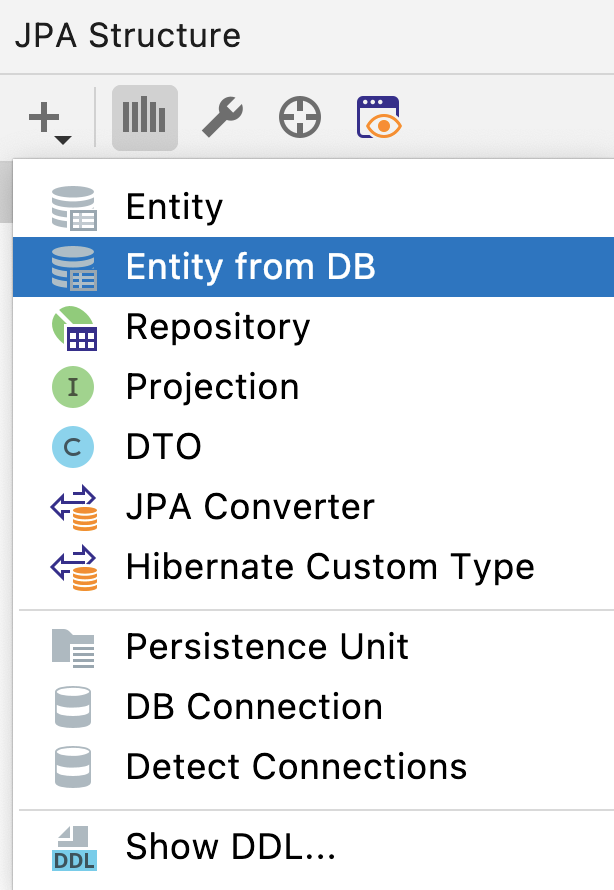 JPA Structure
Entity
Entity from DB
Repository
I
Projection
C
DTO
JPA Converter
Hibernate Custom Type
Persistence Unit
DB Connection
Detect Connections
DDL
Show DDL...